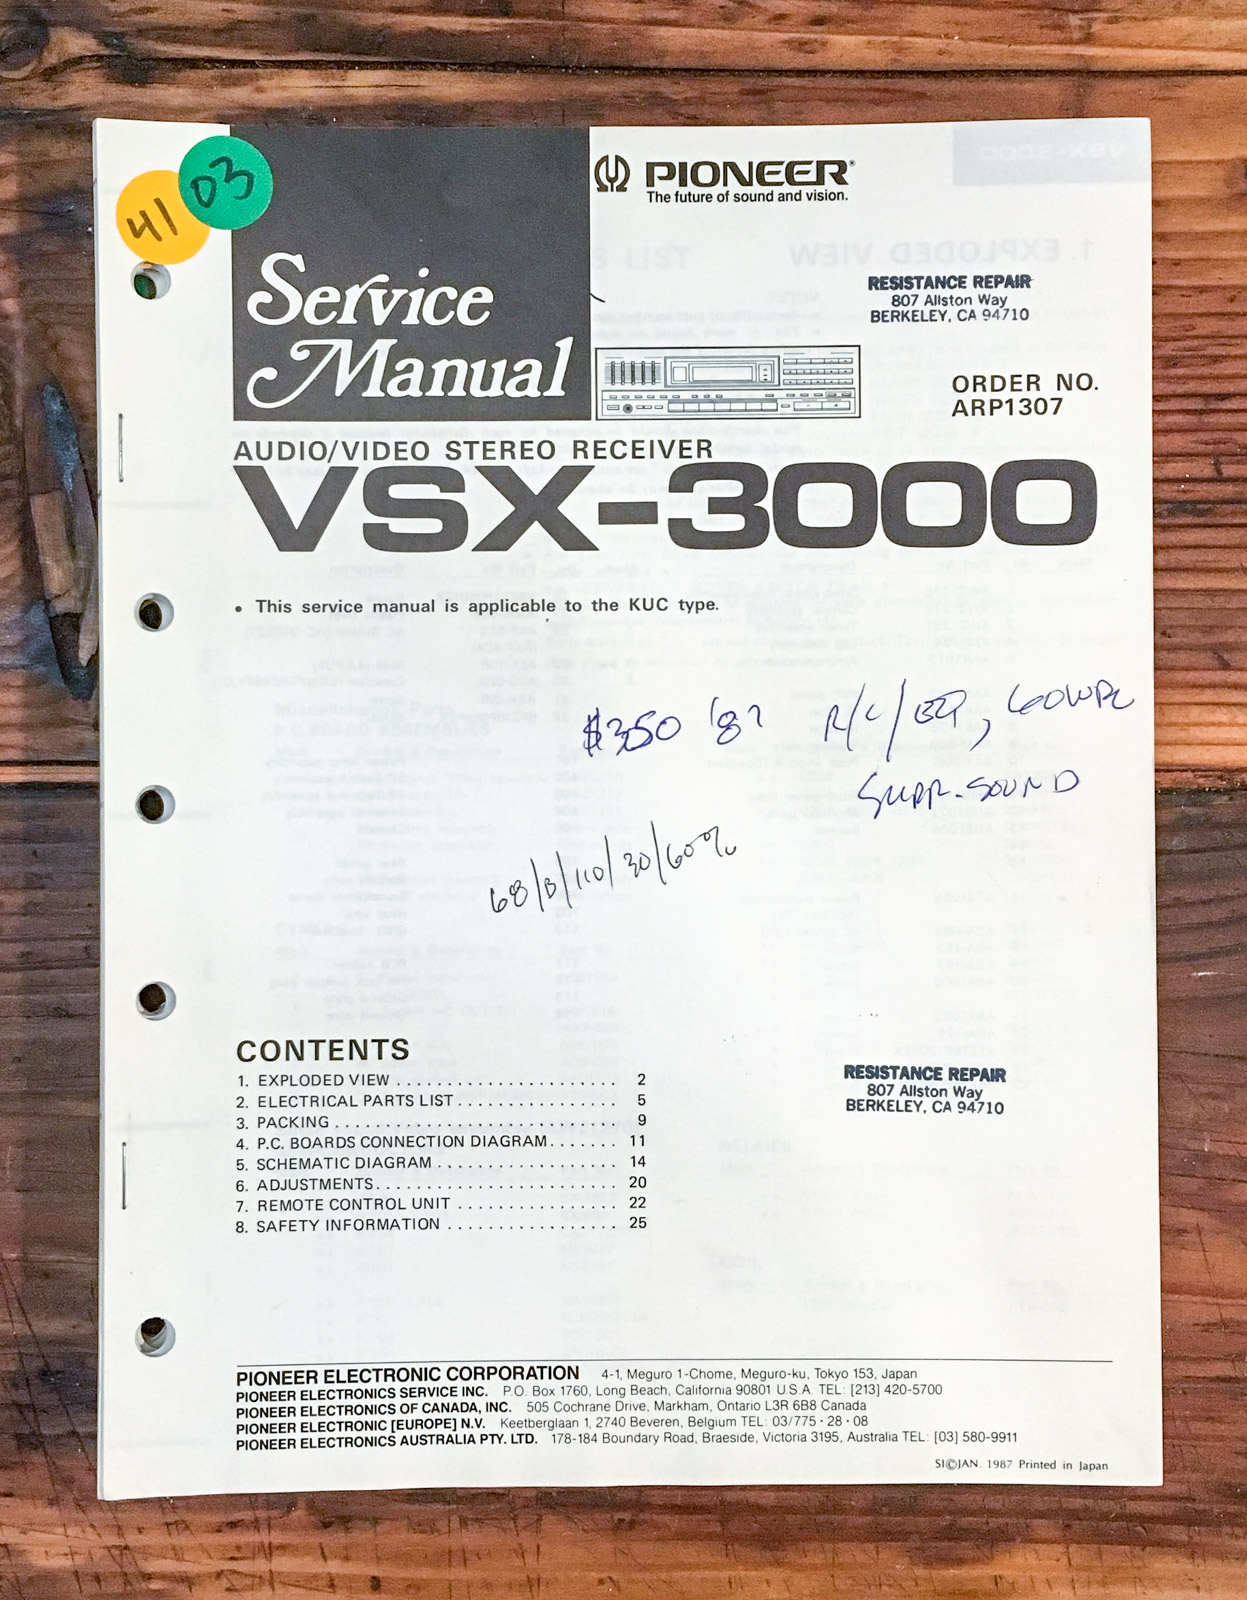 41
03
Service
Manual
PIONEER®
The future of sound and vision.
RESISTANCE REPAIR
807 Allston Way
BERKELEY, CA 94710
ORDER NO.
ARP1307
AUDIO/VIDEO STEREO RECEIVER
VSX-3000
• This service manual is applicable to the KUC type.
$350 '87 R/C/EQ, 60WPC
SURR. SOUND
68/B/110/30/60%
CONTENTS
1. EXPLODED VIEW . . . . . . . . . . . . . . . . . . . . . . 2
2. ELECTRICAL PARTS LIST . . . . . . . . . . . . . . . . 5
3. PACKING . . . . . . . . . . . . . . . . . . . . . . . . . . . . 9
4. P.C. BOARDS CONNECTION DIAGRAM. . . . . . . 11
5. SCHEMATIC DIAGRAM . . . . . . . . . . . . . . . . . . 14
6. ADJUSTMENTS. . . . . . . . . . . . . . . . . . . . . . . . 20
7. REMOTE CONTROL UNIT . . . . . . . . . . . . . . . . 22
8. SAFETY INFORMATION . . . . . . . . . . . . . . . . . 25
RESISTANCE REPAIR
807 Allston Way
BERKELEY, CA 94710
PIONEER ELECTRONIC CORPORATION 4-1, Meguro 1-Chome, Meguro-ku, Tokyo 153, Japan
PIONEER ELECTRONICS SERVICE INC. P.O. Box 1760, Long Beach, California 90801 U.S.A. TEL: [213] 420-5700
PIONEER ELECTRONICS OF CANADA, INC. 505 Cochrane Drive, Markham, Ontario L3R 6B8 Canada
PIONEER ELECTRONIC [EUROPE] N.V. Keetberglaan 1, 2740 Beveren, Belgium TEL: 03/775·28·08
PIONEER ELECTRONICS AUSTRALIA PTY. LTD. 178-184 Boundary Road, Braeside, Victoria 3195, Australia TEL: [03] 580-9911
SI©JAN. 1987 Printed in Japan